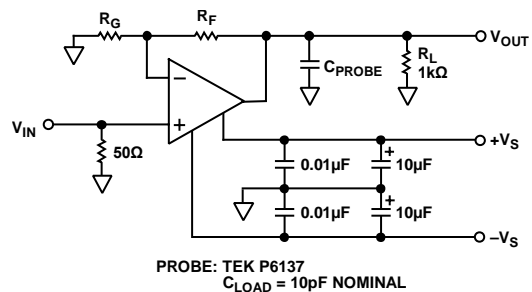 R_G
R_F
V_OUT
C_PROBE
R_L
1kΩ
−
V_IN
+
50Ω
+V_S
0.01µF
+
10µF
0.01µF
+
10µF
−V_S
PROBE: TEK P6137
C_LOAD = 10pF NOMINAL